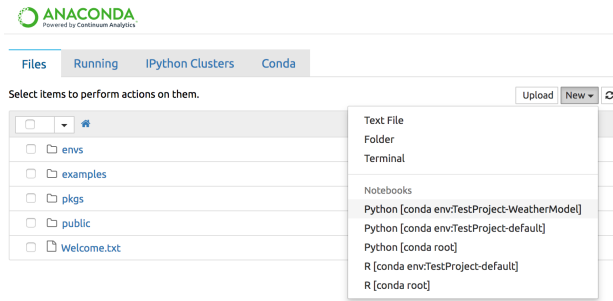 ANACONDA
Powered by Continuum Analytics
Files Running IPython Clusters Conda
Select items to perform actions on them.
Upload New
envs
examples
pkgs
public
Welcome.txt
Text File
Folder
Terminal
Notebooks
Python [conda env:TestProject-WeatherModel]
Python [conda env:TestProject-default]
Python [conda root]
R [conda env:TestProject-default]
R [conda root]